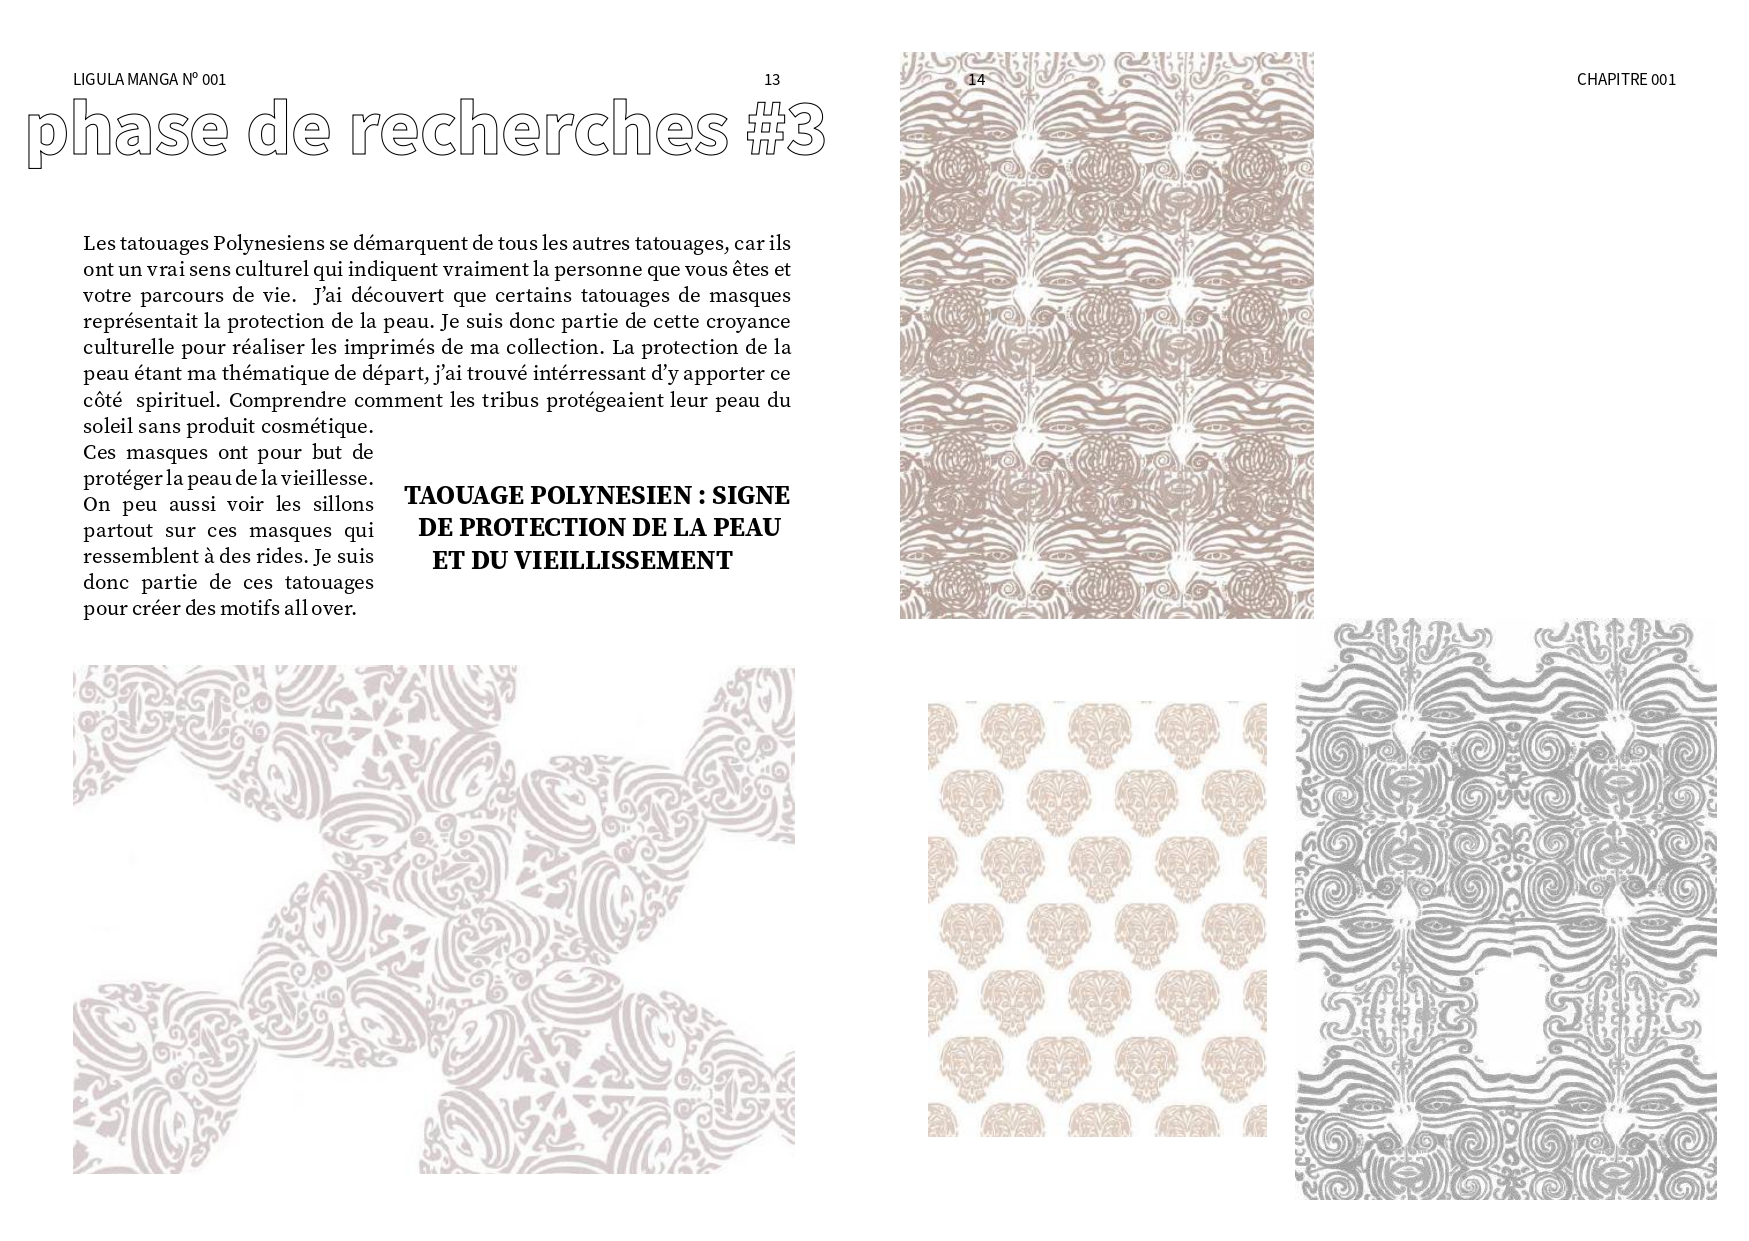 LIGULA MANGA Nº 001
13
phase de recherches #3
Les tatouages Polynesiens se démarquent de tous les autres tatouages, car ils
ont un vrai sens culturel qui indiquent vraiment la personne que vous êtes et
votre parcours de vie. J’ai découvert que certains tatouages de masques
représentait la protection de la peau. Je suis donc partie de cette croyance
culturelle pour réaliser les imprimés de ma collection. La protection de la
peau étant ma thématique de départ, j’ai trouvé intérressant d’y apporter ce
côté spirituel. Comprendre comment les tribus protégeaient leur peau du
soleil sans produit cosmétique.
Ces masques ont pour but de
protéger la peau de la vieillesse.
On peu aussi voir les sillons
partout sur ces masques qui
ressemblent à des rides. Je suis
donc partie de ces tatouages
pour créer des motifs all over.
TAOUAGE POLYNESIEN : SIGNE
DE PROTECTION DE LA PEAU
ET DU VIEILLISSEMENT
14
CHAPITRE 001